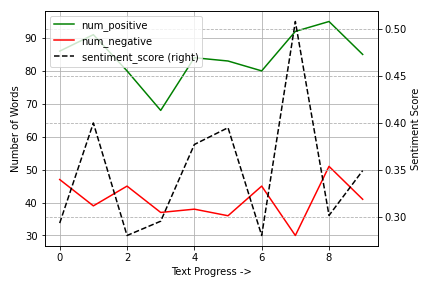 num_positive
num_negative
sentiment_score (right)
90
80
70
60
50
40
30
0.50
0.45
0.40
0.35
0.30
0
2
4
6
8
Number of Words
Sentiment Score
Text Progress ->